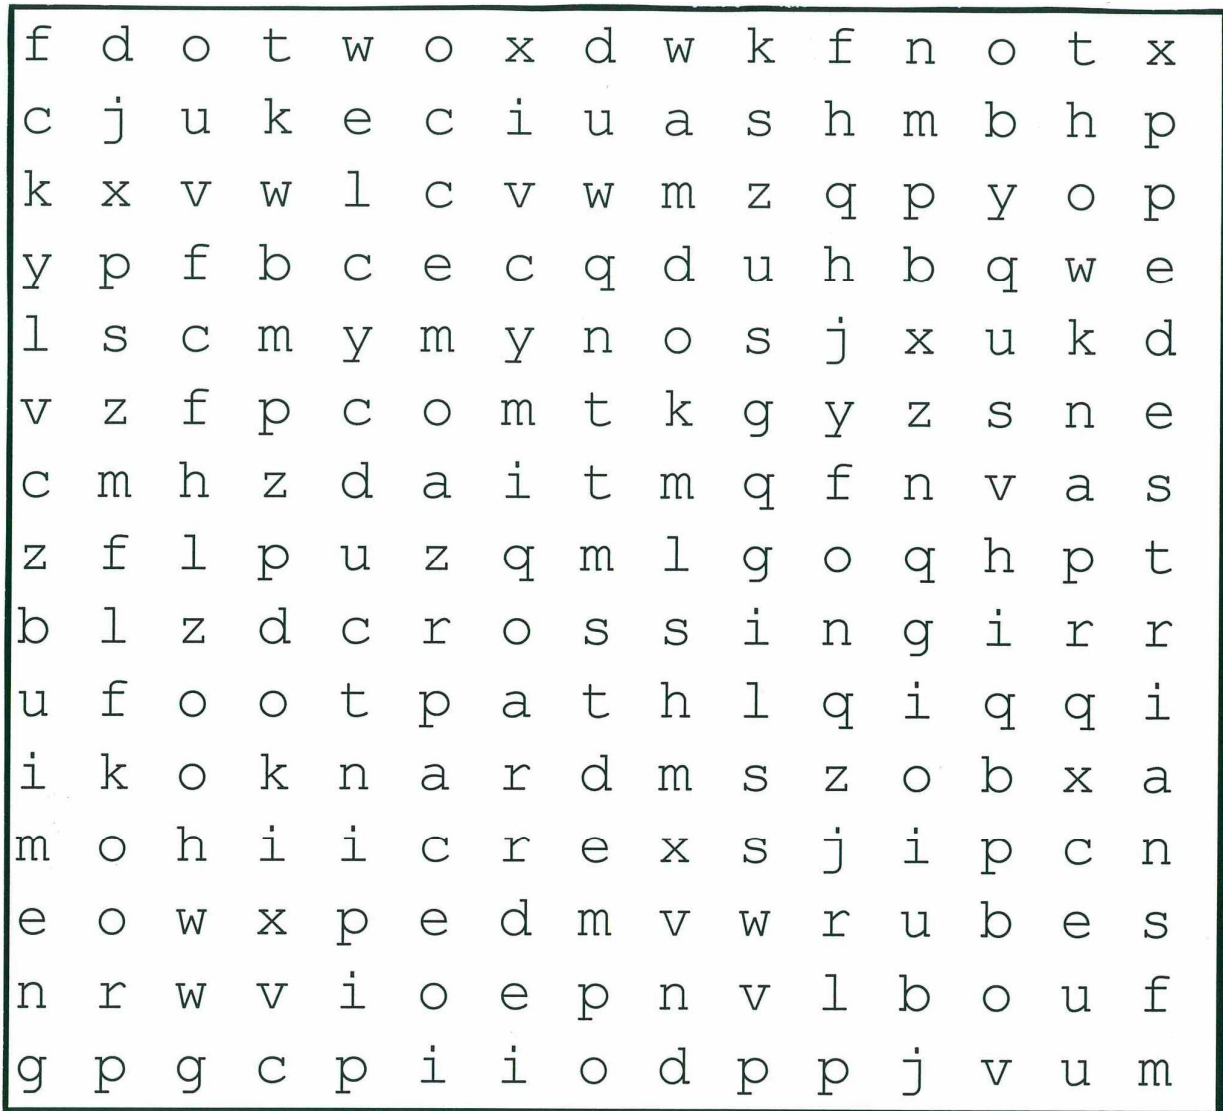 f d o t w o x d w k f n o t x
c j u k e c i u a s h m b h p
k x v w l c v w m z q p y o p
y p f b c e c q d u h b q w e
l s c m y m y n o s j x u k d
v z f p c o m t k g y z s n e
c m h z d a i t m q f n v a s
z f l p u z q m l g o q h p t
b l z d c r o s s i n g i r r
u f o o t p a t h l q i q q i
i k o k n a r d m s z o b x a
m o h i i c r e x s j i p c n
e o w x p e d m v w r u b e s
n r w v i o e p n v l b o u f
g p g c p i i o d p p j v u m